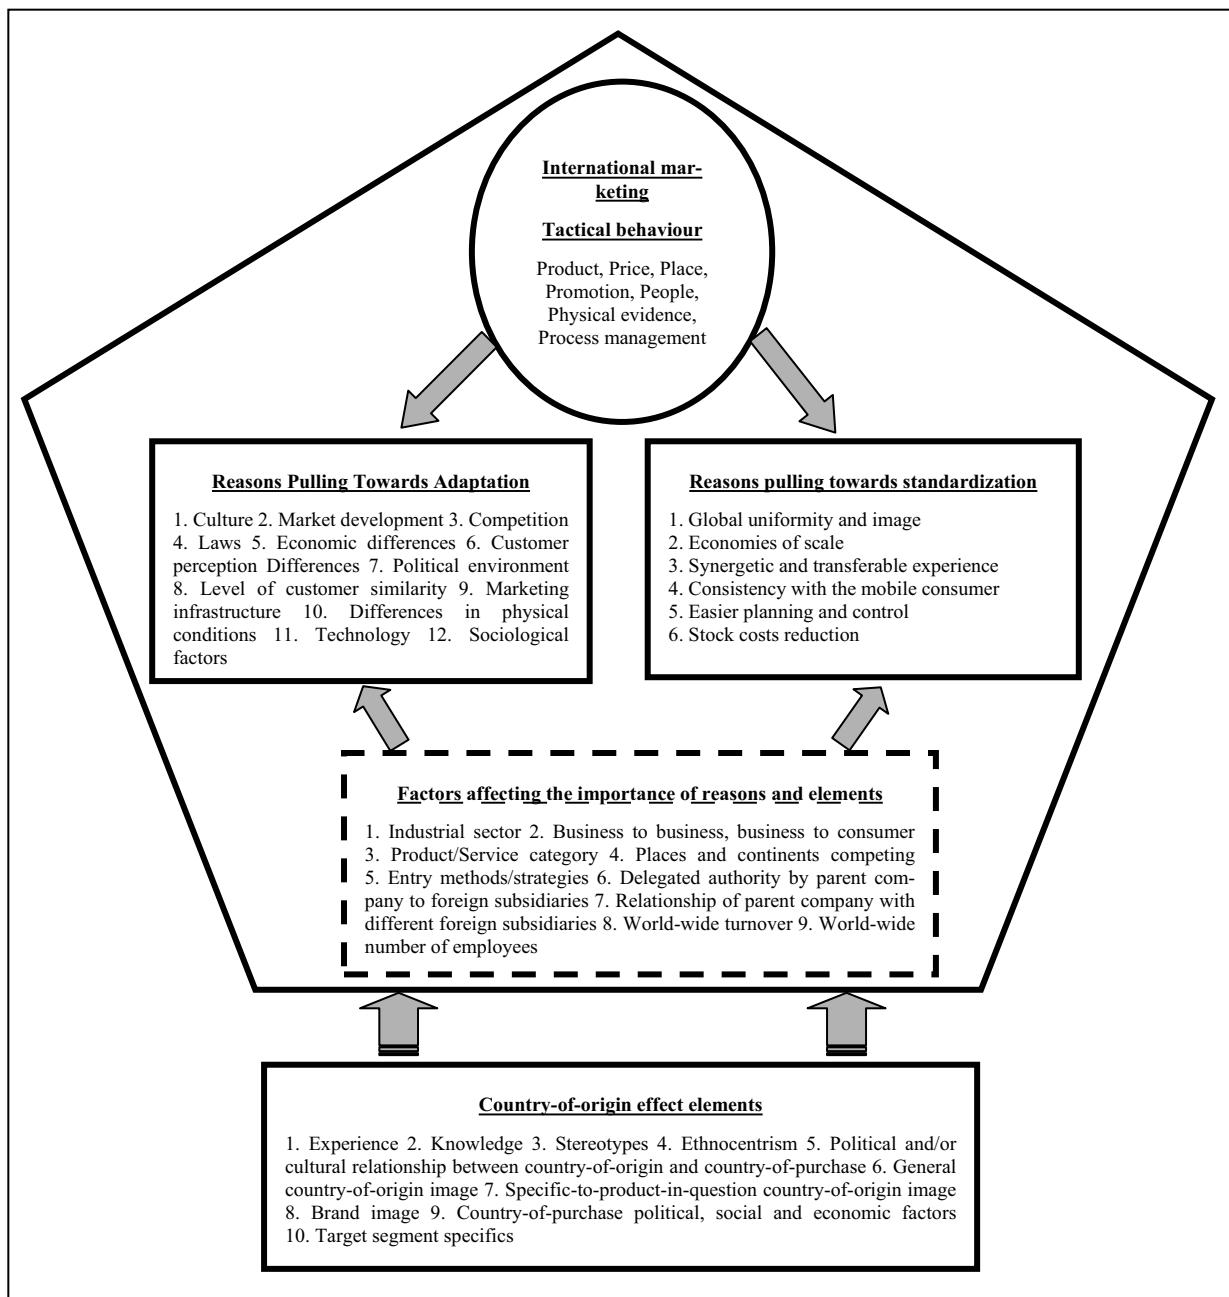 International mar-
keting
Tactical behaviour
Product, Price, Place,
Promotion, People,
Physical evidence,
Process management
Reasons Pulling Towards Adaptation
1. Culture 2. Market development 3. Competition
4. Laws 5. Economic differences 6. Customer
perception Differences 7. Political environment
8. Level of customer similarity 9. Marketing
infrastructure 10. Differences in physical
conditions 11. Technology 12. Sociological
factors
Reasons pulling towards standardization
1. Global uniformity and image
2. Economies of scale
3. Synergetic and transferable experience
4. Consistency with the mobile consumer
5. Easier planning and control
6. Stock costs reduction
Factors affecting the importance of reasons and elements
1. Industrial sector 2. Business to business, business to consumer
3. Product/Service category 4. Places and continents competing
5. Entry methods/strategies 6. Delegated authority by parent com-
pany to foreign subsidiaries 7. Relationship of parent company with
different foreign subsidiaries 8. World-wide turnover 9. World-wide
number of employees
Country-of-origin effect elements
1. Experience 2. Knowledge 3. Stereotypes 4. Ethnocentrism 5. Political and/or
cultural relationship between country-of-origin and country-of-purchase 6. General
country-of-origin image 7. Specific-to-product-in-question country-of-origin image
8. Brand image 9. Country-of-purchase political, social and economic factors
10. Target segment specifics